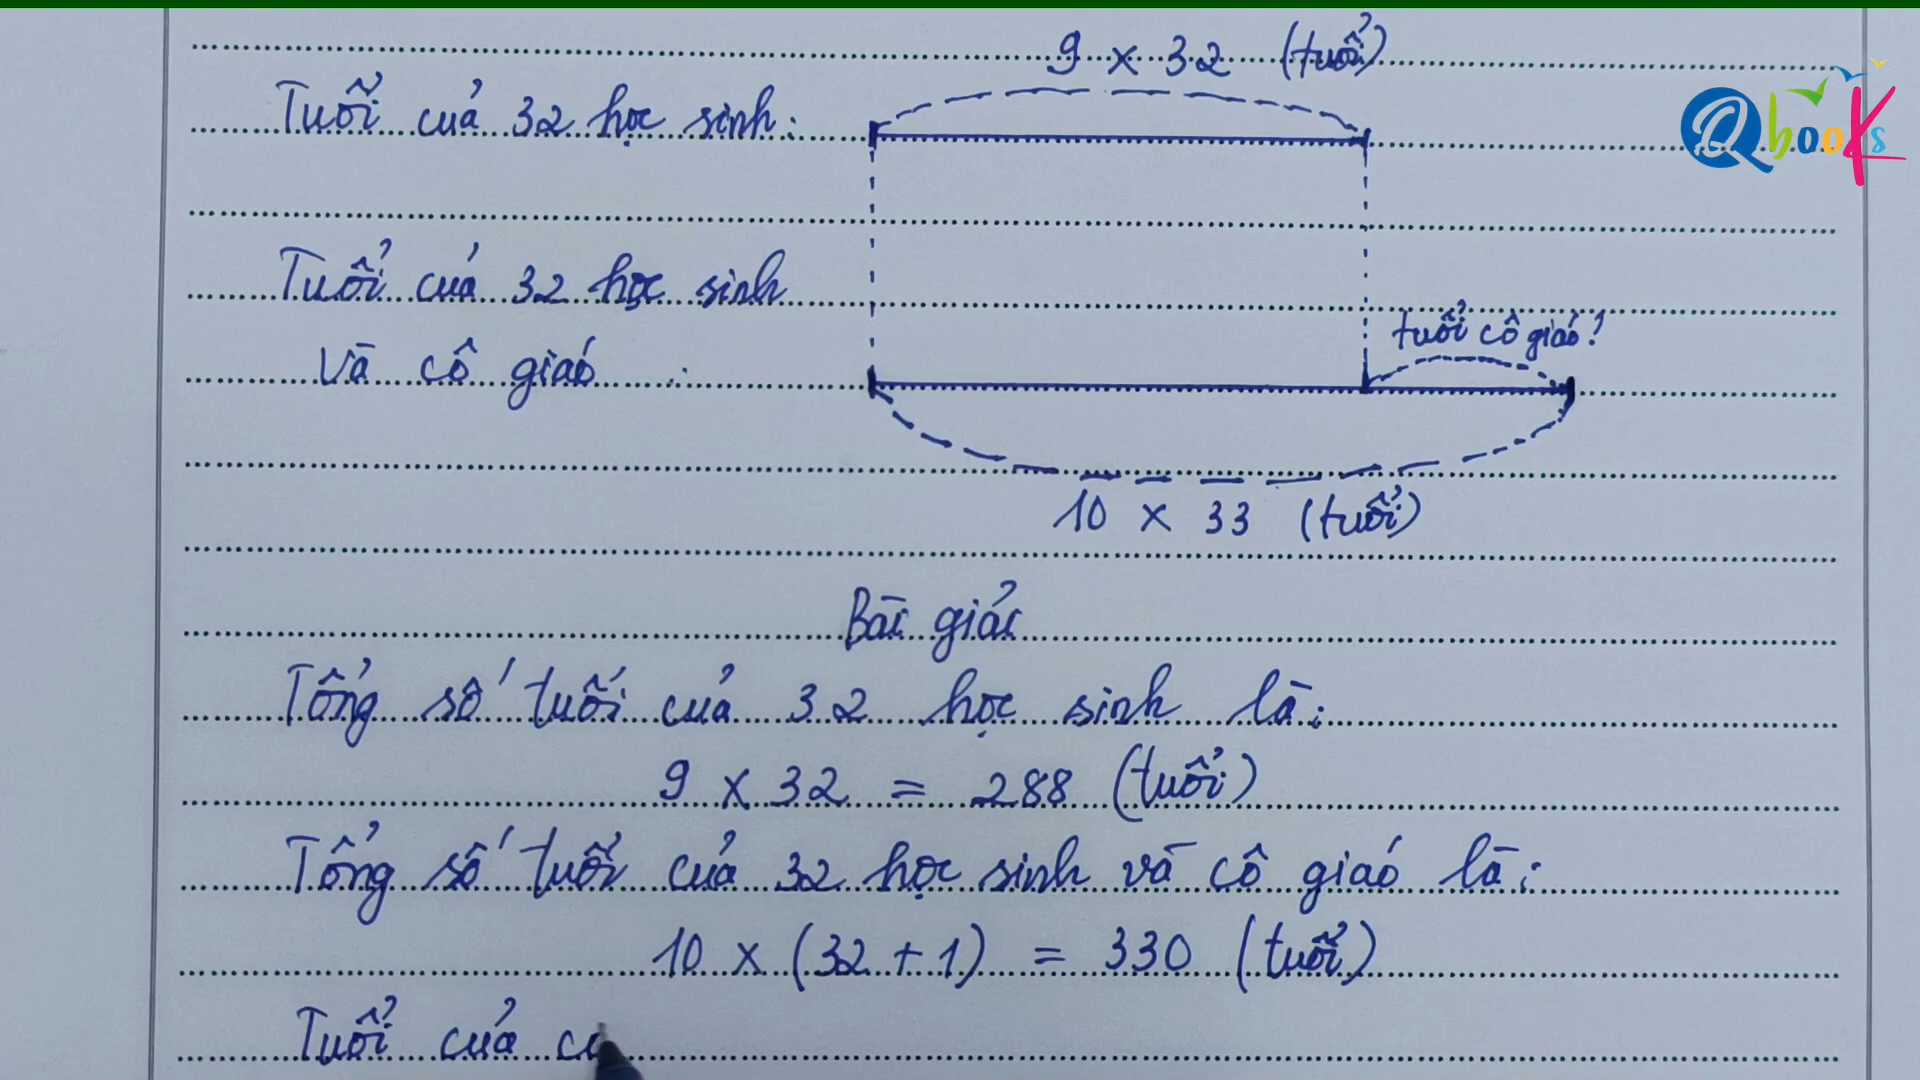 9 x 32 (tuổi)
Tuổi của 32 học sinh:
Tuổi của 32 học sinh
và cô giáo :
tuổi cô giáo?
10 x 33 (tuổi)
Bài giải
Tổng số tuổi của 32 học sinh là:
9 x 32 = 288 (tuổi)
Tổng số tuổi của 32 học sinh và cô giáo là:
10 x (32 + 1) = 330 (tuổi)
Tuổi của cô
Qbooks